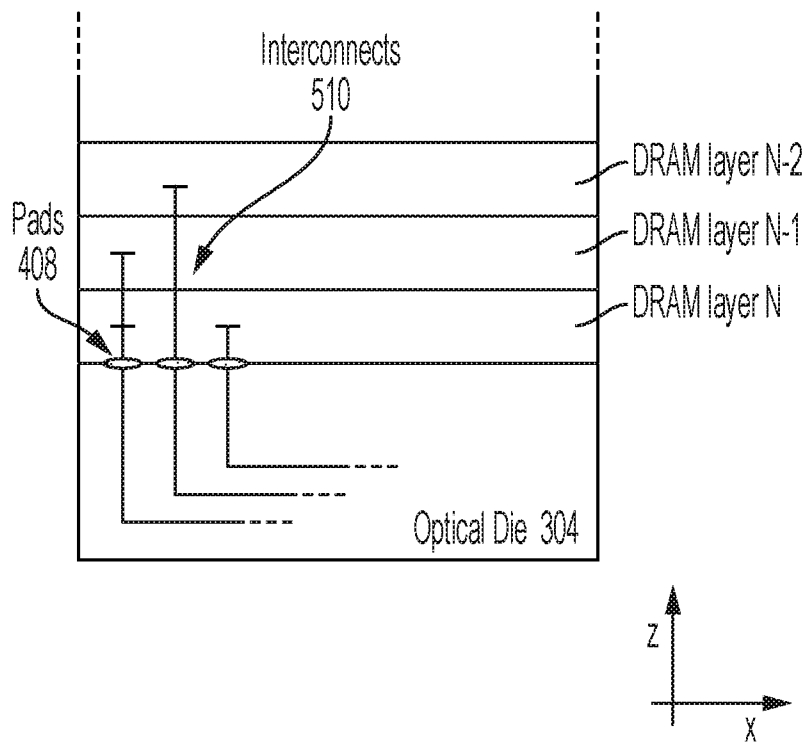 Interconnects
510
DRAM layer N-2
Pads
408
DRAM layer N-1
DRAM layer N
Optical Die 304
Z
X